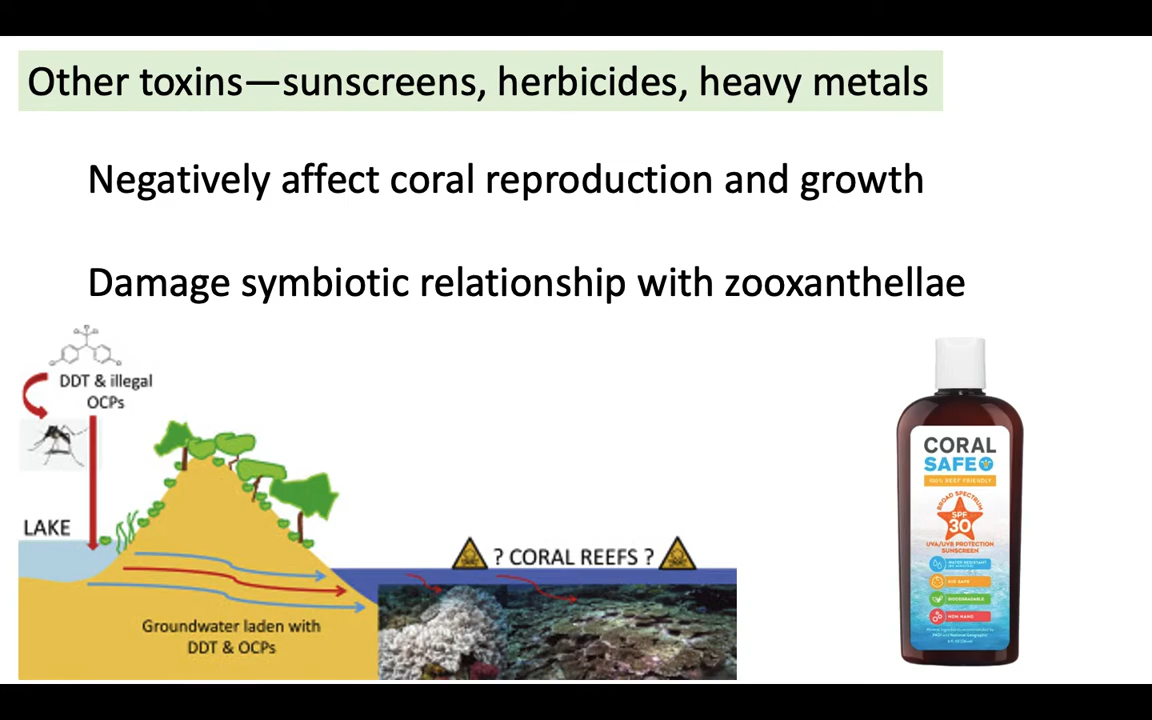 Other toxins—sunscreens, herbicides, heavy metals
Negatively affect coral reproduction and growth
Damage symbiotic relationship with zooxanthellae
DDT & illegal
OCPs
LAKE
? CORAL REEFS ?
Groundwater laden with
DDT & OCPs
CORAL
SAFE
100% REEF FRIENDLY
BROAD SPECTRUM
SPF
30
UVA/UVB PROTECTION
SUNSCREEN
WATER RESISTANT
BIODEGRADABLE
NON NANO